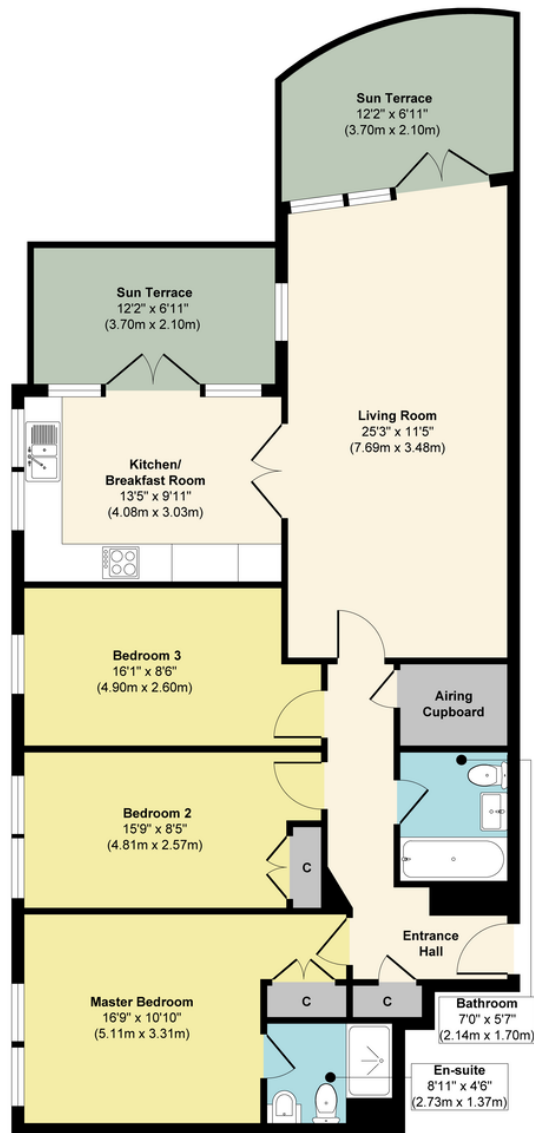 Sun Terrace
12'2" x 6'11"
(3.70m x 2.10m)
Sun Terrace
12'2" x 6'11"
(3.70m x 2.10m)
Living Room
25'3" x 11'5"
(7.69m x 3.48m)
Kitchen/
Breakfast Room
13'5" x 9'11"
(4.08m x 3.03m)
Bedroom 3
16'1" x 8'6"
(4.90m x 2.60m)
Airing
Cupboard
Bedroom 2
15'9" x 8'5"
(4.81m x 2.57m)
C
Entrance
Hall
Master Bedroom
16'9" x 10'10"
(5.11m x 3.31m)
C
C
Bathroom
7'0" x 5'7"
(2.14m x 1.70m)
En-suite
8'11" x 4'6"
(2.73m x 1.37m)